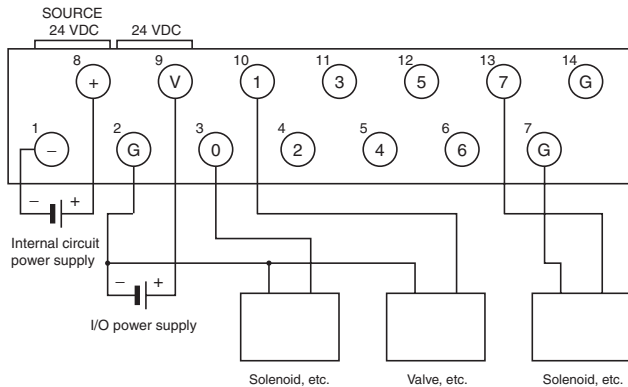 SOURCE
24 VDC 24 VDC
8 9 10 11 12 13 14
+ V 1 3 5 7 G
1 2 3 4 5 6 7
– G 0 2 4 6 G
– +
Internal circuit
power supply
– +
I/O power supply
Solenoid, etc. Valve, etc. Solenoid, etc.